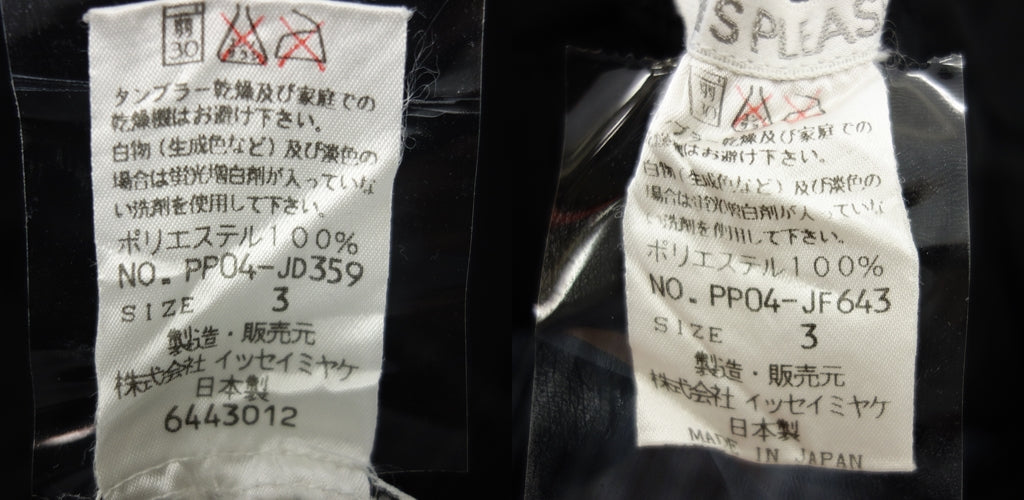 弱
30
エンソサラシ
タンブラー乾燥及び家庭での
乾燥機はお避け下さい。
白物(生成色など)及び淡色の
場合は蛍光増白剤が入っていな
い洗剤を使用して下さい。
ポリエステル100%
NO. PP04-JD359
SIZE 3
製造・販売元
株式会社 イッセイミヤケ
日本製
6443012
S PLEAS
弱
30
タンブラー乾燥及び家庭での
乾燥機はお避け下さい。
白物(生成色など)及び淡色の
場合は蛍光増白剤が入っていな
い洗剤を使用して下さい。
ポリエステル100%
NO. PP04-JF643
SIZE 3
製造・販売元
株式会社 イッセイミヤケ
日本製
MADE IN JAPAN